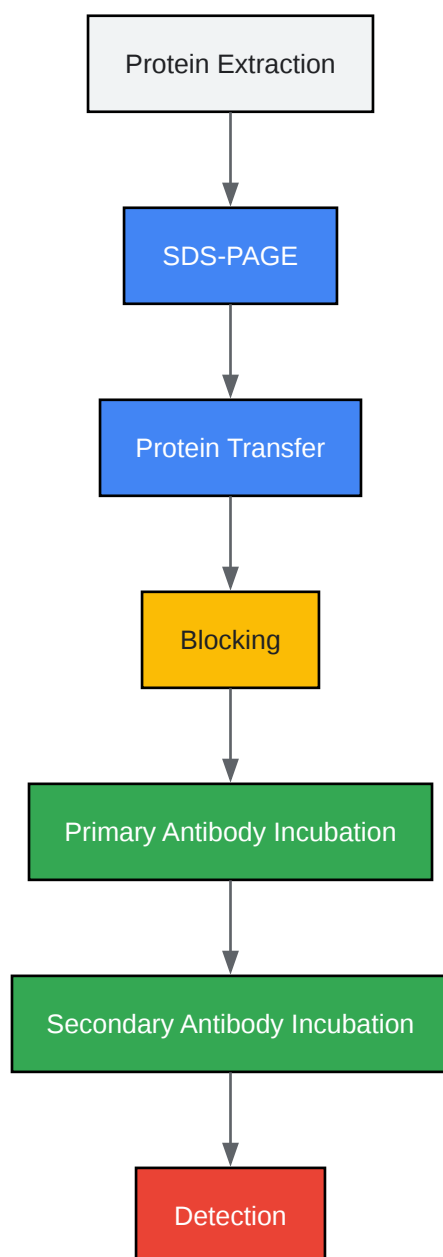 Protein Extraction
SDS-PAGE
Protein Transfer
Blocking
Primary Antibody Incubation
Secondary Antibody Incubation
Detection